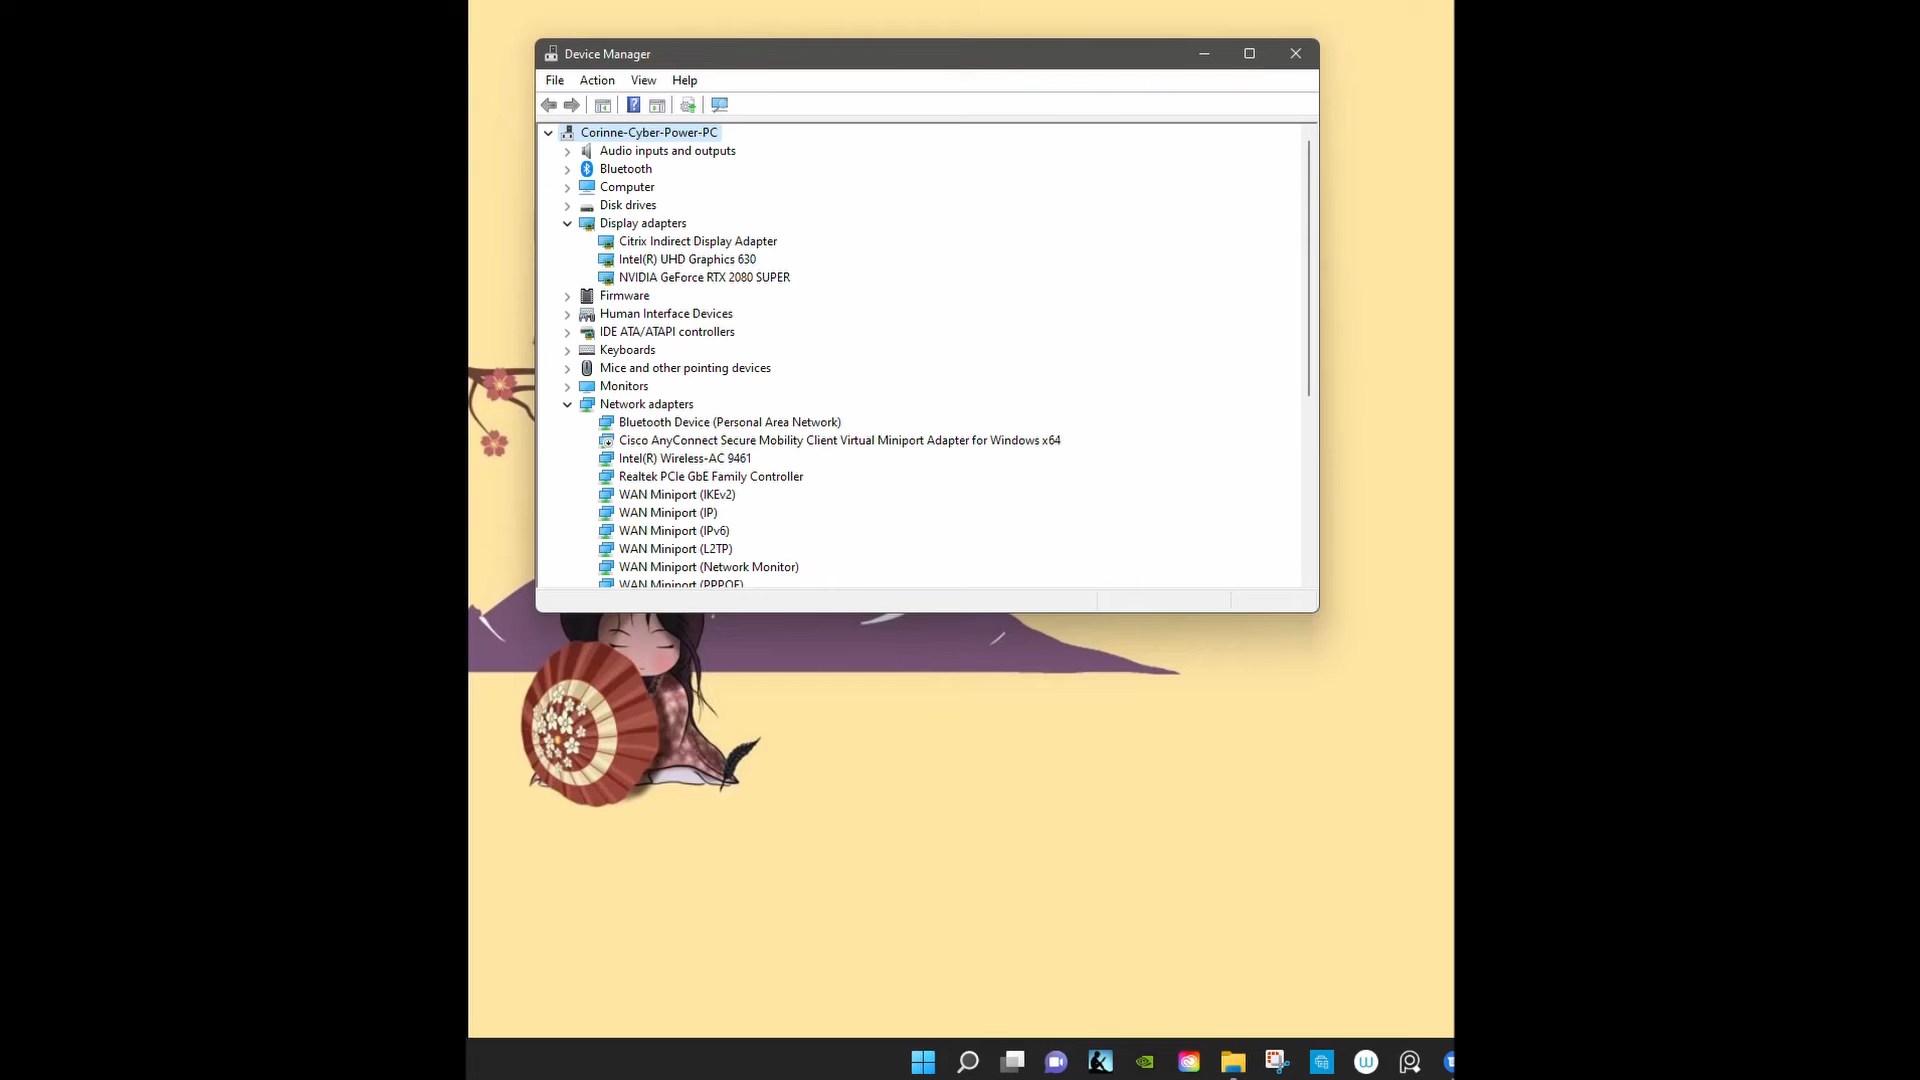 Device Manager
File Action View Help
Corinne-Cyber-Power-PC
Audio inputs and outputs
Bluetooth
Computer
Disk drives
Display adapters
Citrix Indirect Display Adapter
Intel(R) UHD Graphics 630
NVIDIA GeForce RTX 2080 SUPER
Firmware
Human Interface Devices
IDE ATA/ATAPI controllers
Keyboards
Mice and other pointing devices
Monitors
Network adapters
Bluetooth Device (Personal Area Network)
Cisco AnyConnect Secure Mobility Client Virtual Miniport Adapter for Windows x64
Intel(R) Wireless-AC 9461
Realtek PCIe GbE Family Controller
WAN Miniport (IKEv2)
WAN Miniport (IP)
WAN Miniport (IPv6)
WAN Miniport (L2TP)
WAN Miniport (Network Monitor)
WAN Miniport (PPPOE)